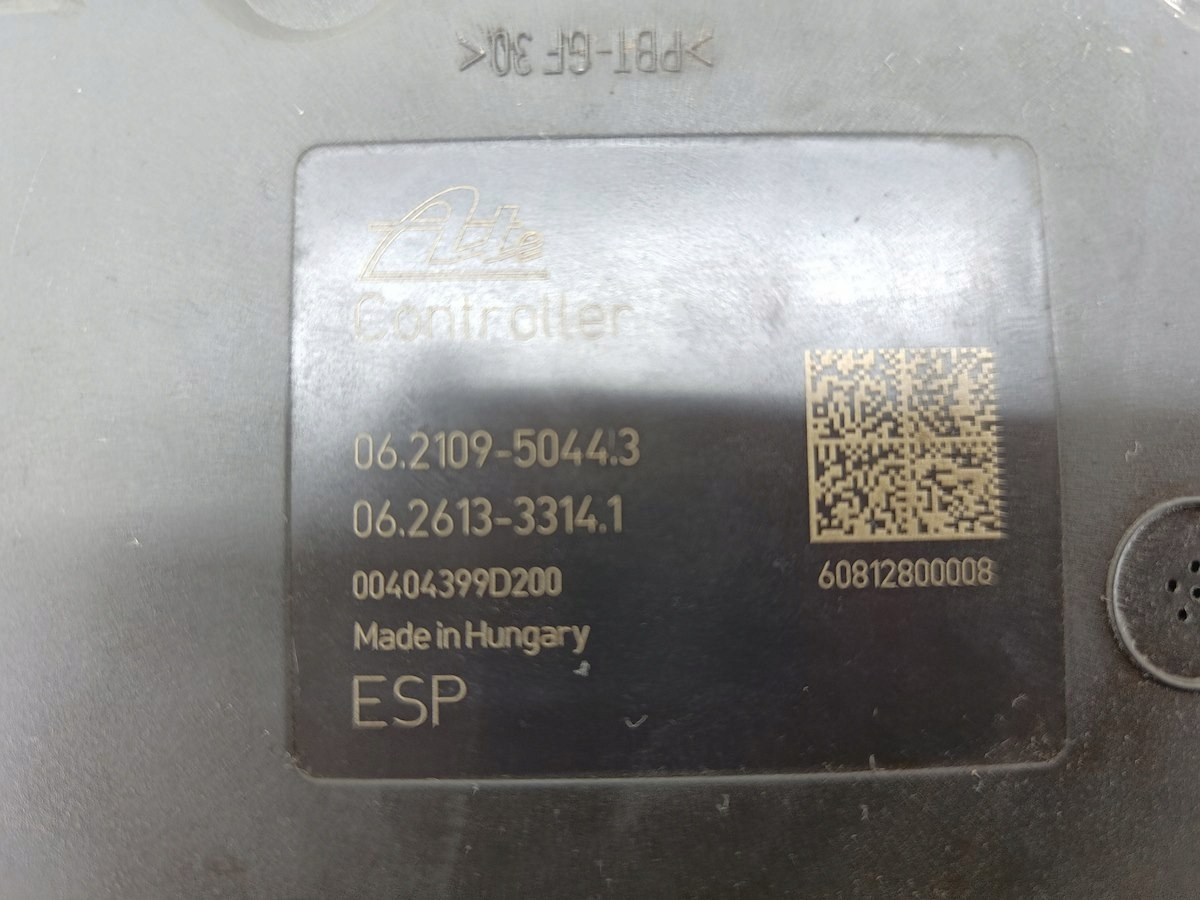 >PBT-GF 30<
Ate
Controller
06.2109-5044.3
06.2613-3314.1
00404399D200
Made in Hungary
ESP
60812800008